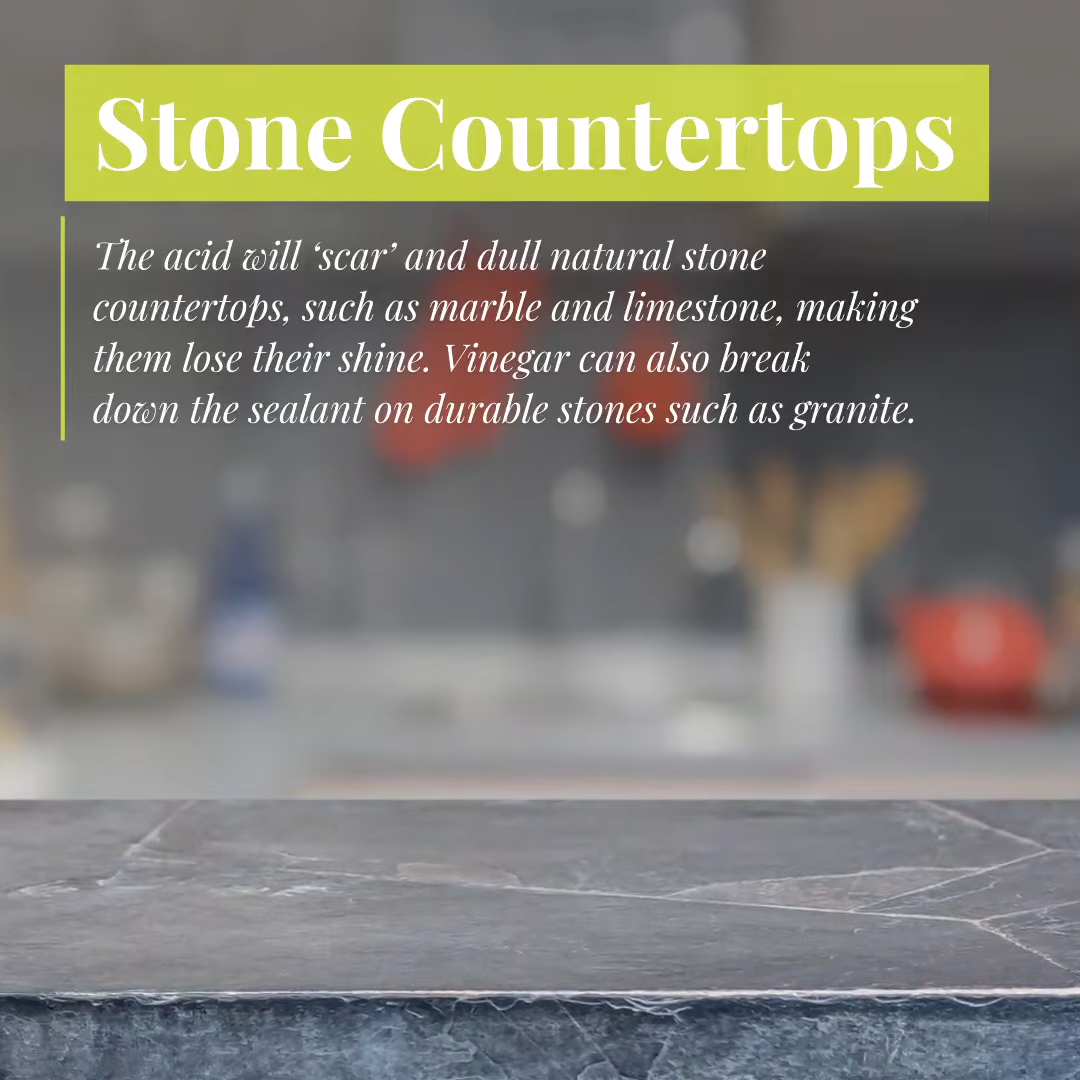 Stone Countertops
The acid will ‘scar’ and dull natural stone
countertops, such as marble and limestone, making
them lose their shine. Vinegar can also break
down the sealant on durable stones such as granite.